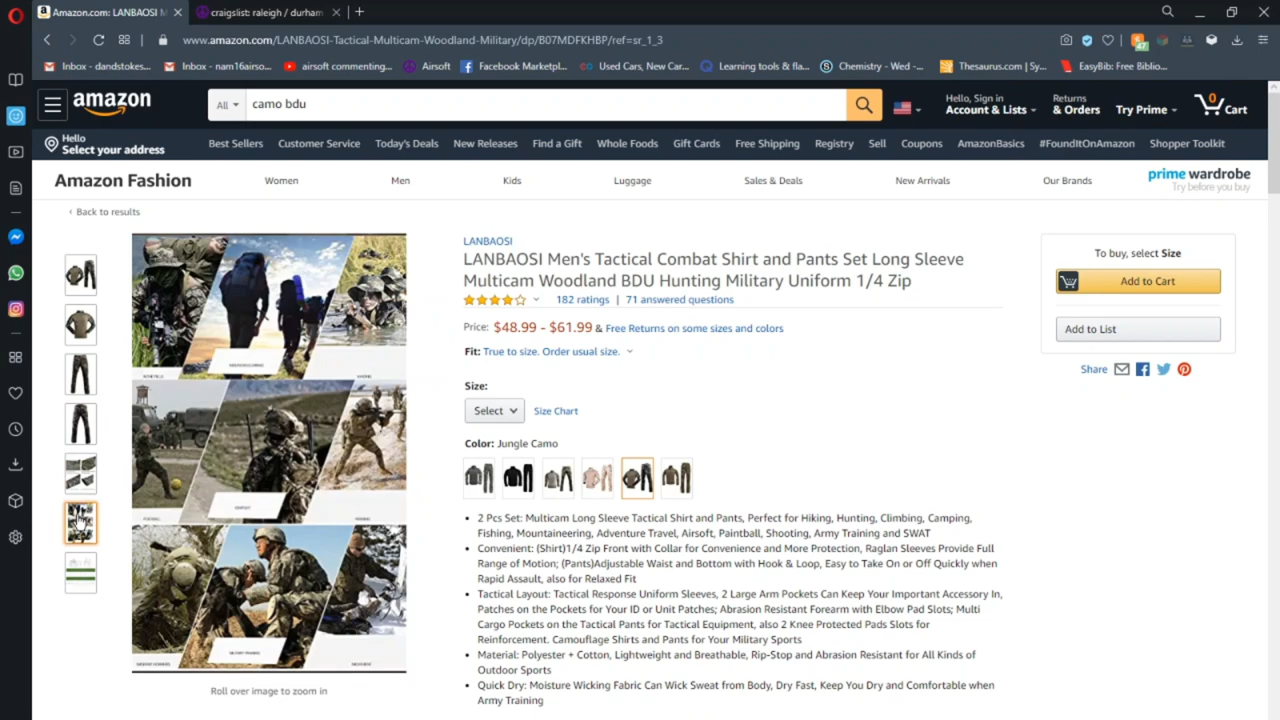 Amazon.com: LANBAOSI M
craigslist: raleigh / durham
www.amazon.com/LANBAOSI-Tactical-Multicam-Woodland-Military/dp/B07MDFKHBP/ref=sr_1_3
47
Inbox - dandstokes... Inbox - nam16airso... airsoft commenting... Airsoft Facebook Marketpl... Used Cars, New Car... Learning tools & fla... Chemistry - Wed -... Thesaurus.com | Sy... EasyBib: Free Biblio...
amazon
All
camo bdu
Hello, Sign in
Account & Lists
Returns
& Orders
Try Prime
0
Cart
Hello
Select your address
Best Sellers Customer Service Today's Deals New Releases Find a Gift Whole Foods Gift Cards Free Shipping Registry Sell Coupons AmazonBasics #FoundItOnAmazon Shopper Toolkit
Amazon Fashion Women Men Kids Luggage Sales & Deals New Arrivals Our Brands
prime wardrobe
Try before you buy
‹ Back to results
LANBAOSI
LANBAOSI Men's Tactical Combat Shirt and Pants Set Long Sleeve
Multicam Woodland BDU Hunting Military Uniform 1/4 Zip
182 ratings | 71 answered questions
Price: $48.99 - $61.99 & Free Returns on some sizes and colors
Fit: True to size. Order usual size.
Size:
Select
Size Chart
Color: Jungle Camo
• 2 Pcs Set: Multicam Long Sleeve Tactical Shirt and Pants, Perfect for Hiking, Hunting, Climbing, Camping,
Fishing, Mountaineering, Adventure Travel, Airsoft, Paintball, Shooting, Army Training and SWAT
• Convenient: (Shirt)1/4 Zip Front with Collar for Convenience and More Protection, Raglan Sleeves Provide Full
Range of Motion; (Pants)Adjustable Waist and Bottom with Hook & Loop, Easy to Take On or Off Quickly when
Rapid Assault, also for Relaxed Fit
• Tactical Layout: Tactical Response Uniform Sleeves, 2 Large Arm Pockets Can Keep Your Important Accessory In,
Patches on the Pockets for Your ID or Unit Patches; Abrasion Resistant Forearm with Elbow Pad Slots; Multi
Cargo Pockets on the Tactical Pants for Tactical Equipment, also 2 Knee Protected Pads Slots for
Reinforcement. Camouflage Shirts and Pants for Your Military Sports
• Material: Polyester + Cotton, Lightweight and Breathable, Rip-Stop and Abrasion Resistant for All Kinds of
Outdoor Sports
• Quick Dry: Moisture Wicking Fabric Can Wick Sweat from Body, Dry Fast, Keep You Dry and Comfortable when
Army Training
Roll over image to zoom in
To buy, select Size
Add to Cart
Add to List
Share